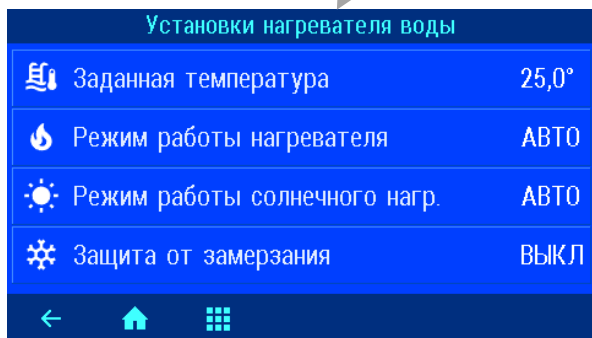 Установки нагревателя воды
Заданная температура 25,0°
Режим работы нагревателя АВТО
Режим работы солнечного нагр. АВТО
Защита от замерзания ВЫКЛ